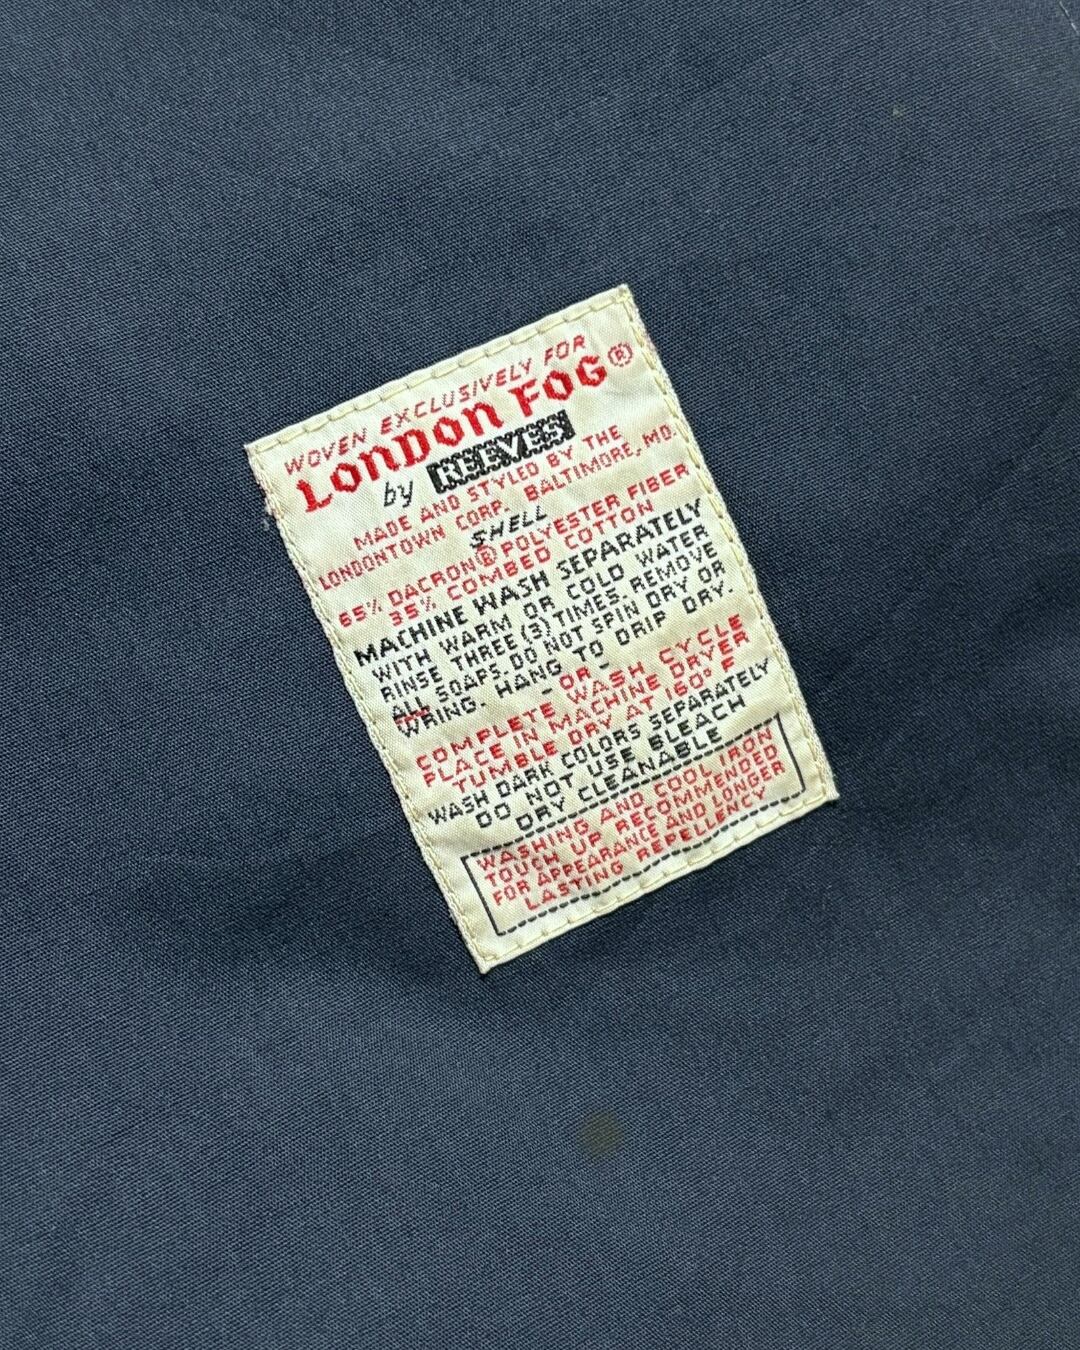 WOVEN EXCLUSIVELY FOR
LONDON FOG®
by REEVES
MADE AND STYLED BY THE
LONDONTOWN CORP. BALTIMORE, MD.
SHELL
65% DACRON® POLYESTER FIBER
35% COMBED COTTON
MACHINE WASH SEPARATELY
WITH WARM OR COLD WATER
RINSE THREE (3) TIMES. REMOVE
ALL SOAPS. DO NOT SPIN DRY OR
WRING. HANG TO DRIP DRY.
- OR -
COMPLETE WASH CYCLE
PLACE IN MACHINE DRYER
TUMBLE DRY AT 160° F
WASH DARK COLORS SEPARATELY
DO NOT USE BLEACH
DRY CLEANABLE
WASHING AND COOL IRON
TOUCH UP RECOMMENDED
FOR APPEARANCE AND LONGER
LASTING REPELLENCY